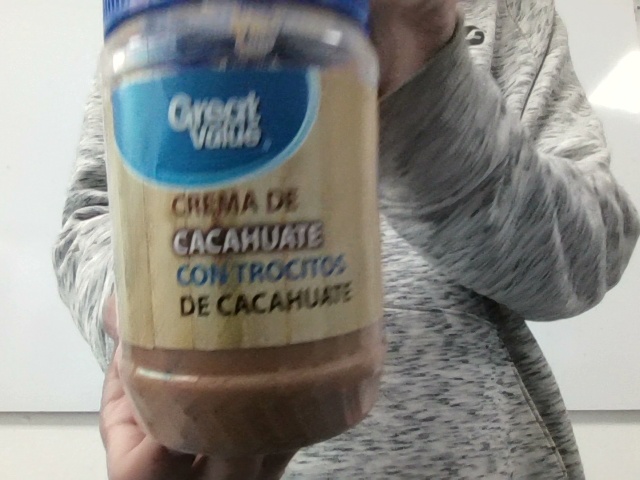 Great
Value
CREMA DE
CACAHUATE
CON TROCITOS
DE CACAHUATE